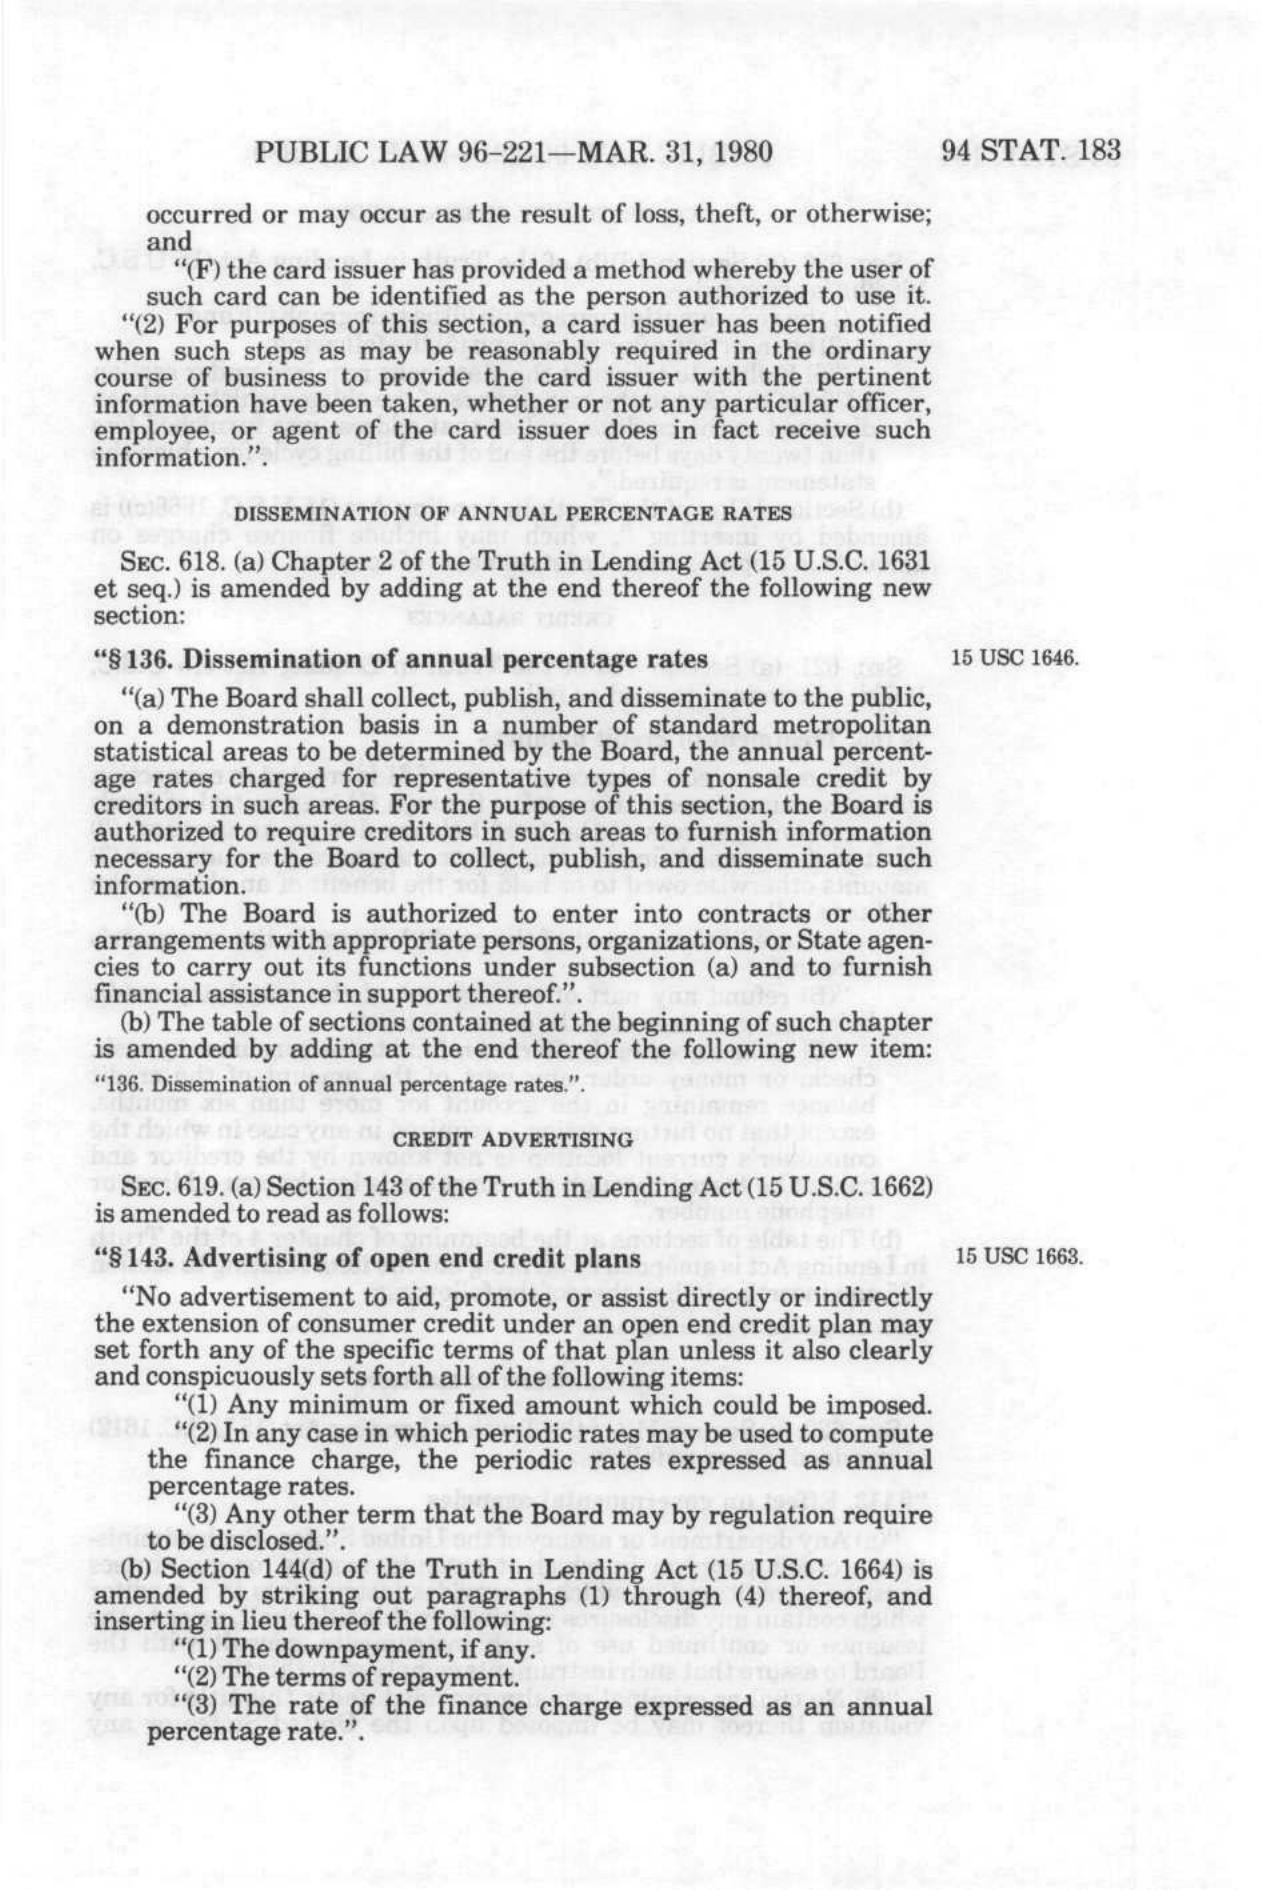 PUBLIC LAW 96-221—MAR. 31, 1980 94 STAT. 183
occurred or may occur as the result of loss, theft, or otherwise;
and
“(F) the card issuer has provided a method whereby the user of
such card can be identified as the person authorized to use it.
“(2) For purposes of this section, a card issuer has been notified
when such steps as may be reasonably required in the ordinary
course of business to provide the card issuer with the pertinent
information have been taken, whether or not any particular officer,
employee, or agent of the card issuer does in fact receive such
information.”.
DISSEMINATION OF ANNUAL PERCENTAGE RATES
SEC. 618. (a) Chapter 2 of the Truth in Lending Act (15 U.S.C. 1631
et seq.) is amended by adding at the end thereof the following new
section:
“§ 136. Dissemination of annual percentage rates 15 USC 1646.
“(a) The Board shall collect, publish, and disseminate to the public,
on a demonstration basis in a number of standard metropolitan
statistical areas to be determined by the Board, the annual percent-
age rates charged for representative types of nonsale credit by
creditors in such areas. For the purpose of this section, the Board is
authorized to require creditors in such areas to furnish information
necessary for the Board to collect, publish, and disseminate such
information.
“(b) The Board is authorized to enter into contracts or other
arrangements with appropriate persons, organizations, or State agen-
cies to carry out its functions under subsection (a) and to furnish
financial assistance in support thereof.”.
(b) The table of sections contained at the beginning of such chapter
is amended by adding at the end thereof the following new item:
“136. Dissemination of annual percentage rates.”.
CREDIT ADVERTISING
SEC. 619. (a) Section 143 of the Truth in Lending Act (15 U.S.C. 1662)
is amended to read as follows:
“§ 143. Advertising of open end credit plans 15 USC 1663.
“No advertisement to aid, promote, or assist directly or indirectly
the extension of consumer credit under an open end credit plan may
set forth any of the specific terms of that plan unless it also clearly
and conspicuously sets forth all of the following items:
“(1) Any minimum or fixed amount which could be imposed.
“(2) In any case in which periodic rates may be used to compute
the finance charge, the periodic rates expressed as annual
percentage rates.
“(3) Any other term that the Board may by regulation require
to be disclosed.”.
(b) Section 144(d) of the Truth in Lending Act (15 U.S.C. 1664) is
amended by striking out paragraphs (1) through (4) thereof, and
inserting in lieu thereof the following:
“(1) The downpayment, if any.
“(2) The terms of repayment.
“(3) The rate of the finance charge expressed as an annual
percentage rate.”.